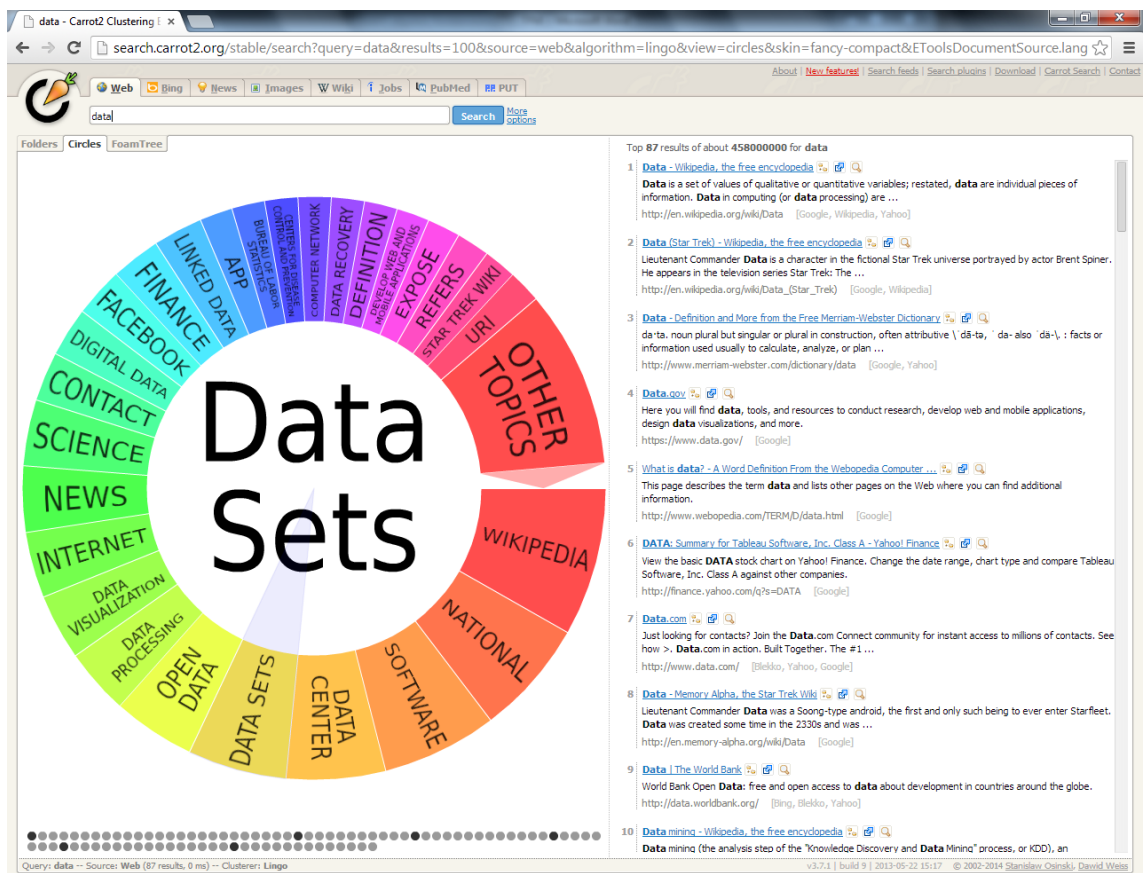 data - Carrot2 Clustering E
search.carrot2.org/stable/search?query=data&results=100&source=web&algorithm=lingo&view=circles&skin=fancy-compact&EToolsDocumentSource.lang
About | New features! | Search feeds | Search plugins | Download | Carrot Search | Contact
Web Bing News Images Wiki Jobs PubMed PUT
data Search More options
Folders Circles FoamTree
Data
Sets
OTHER TOPICS
URI
STAR TREK WIKI
REFERS
EXPOSE
DEVELOP WEB AND MOBILE APPLICATIONS
DEFINITION
DATA RECOVERY
COMPUTER NETWORK
CENTERS FOR DISEASE CONTROL AND PREVENTION
BUREAU OF LABOR STATISTICS
APP
LINKED DATA
FINANCE
FACEBOOK
DIGITAL DATA
CONTACT
SCIENCE
NEWS
INTERNET
DATA VISUALIZATION
DATA PROCESSING
OPEN DATA
DATA SETS
DATA CENTER
SOFTWARE
NATIONAL
WIKIPEDIA
Top 87 results of about 458000000 for data
1 Data - Wikipedia, the free encyclopedia
Data is a set of values of qualitative or quantitative variables; restated, data are individual pieces of
information. Data in computing (or data processing) are ...
http://en.wikipedia.org/wiki/Data [Google, Wikipedia, Yahoo]
2 Data (Star Trek) - Wikipedia, the free encyclopedia
Lieutenant Commander Data is a character in the fictional Star Trek universe portrayed by actor Brent Spiner.
He appears in the television series Star Trek: The ...
http://en.wikipedia.org/wiki/Data_(Star_Trek) [Google, Wikipedia]
3 Data - Definition and More from the Free Merriam-Webster Dictionary
da·ta. noun plural but singular or plural in construction, often attributive \ˈdā-tə, ˈda- also ˈdä-\. : facts or
information used usually to calculate, analyze, or plan ...
http://www.merriam-webster.com/dictionary/data [Google, Yahoo]
4 Data.gov
Here you will find data, tools, and resources to conduct research, develop web and mobile applications,
design data visualizations, and more.
https://www.data.gov/ [Google]
5 What is data? - A Word Definition From the Webopedia Computer ...
This page describes the term data and lists other pages on the Web where you can find additional
information.
http://www.webopedia.com/TERM/D/data.html [Google]
6 DATA: Summary for Tableau Software, Inc. Class A - Yahoo! Finance
View the basic DATA stock chart on Yahoo! Finance. Change the date range, chart type and compare Tableau
Software, Inc. Class A against other companies.
http://finance.yahoo.com/q?s=DATA [Google]
7 Data.com
Just looking for contacts? Join the Data.com Connect community for instant access to millions of contacts. See
how >. Data.com in action. Built Together. The #1 ...
http://www.data.com/ [Blekko, Yahoo, Google]
8 Data - Memory Alpha, the Star Trek Wiki
Lieutenant Commander Data was a Soong-type android, the first and only such being to ever enter Starfleet.
Data was created some time in the 2330s and was ...
http://en.memory-alpha.org/wiki/Data [Google]
9 Data | The World Bank
World Bank Open Data: free and open access to data about development in countries around the globe.
http://data.worldbank.org/ [Bing, Blekko, Yahoo]
10 Data mining - Wikipedia, the free encyclopedia
Data mining (the analysis step of the "Knowledge Discovery and Data Mining" process, or KDD), an
Query: data -- Source: Web (87 results, 0 ms) -- Clusterer: Lingo
v3.7.1 | build 9 | 2013-05-22 15:17 © 2002-2014 Stanislaw Osinski, Dawid Weiss